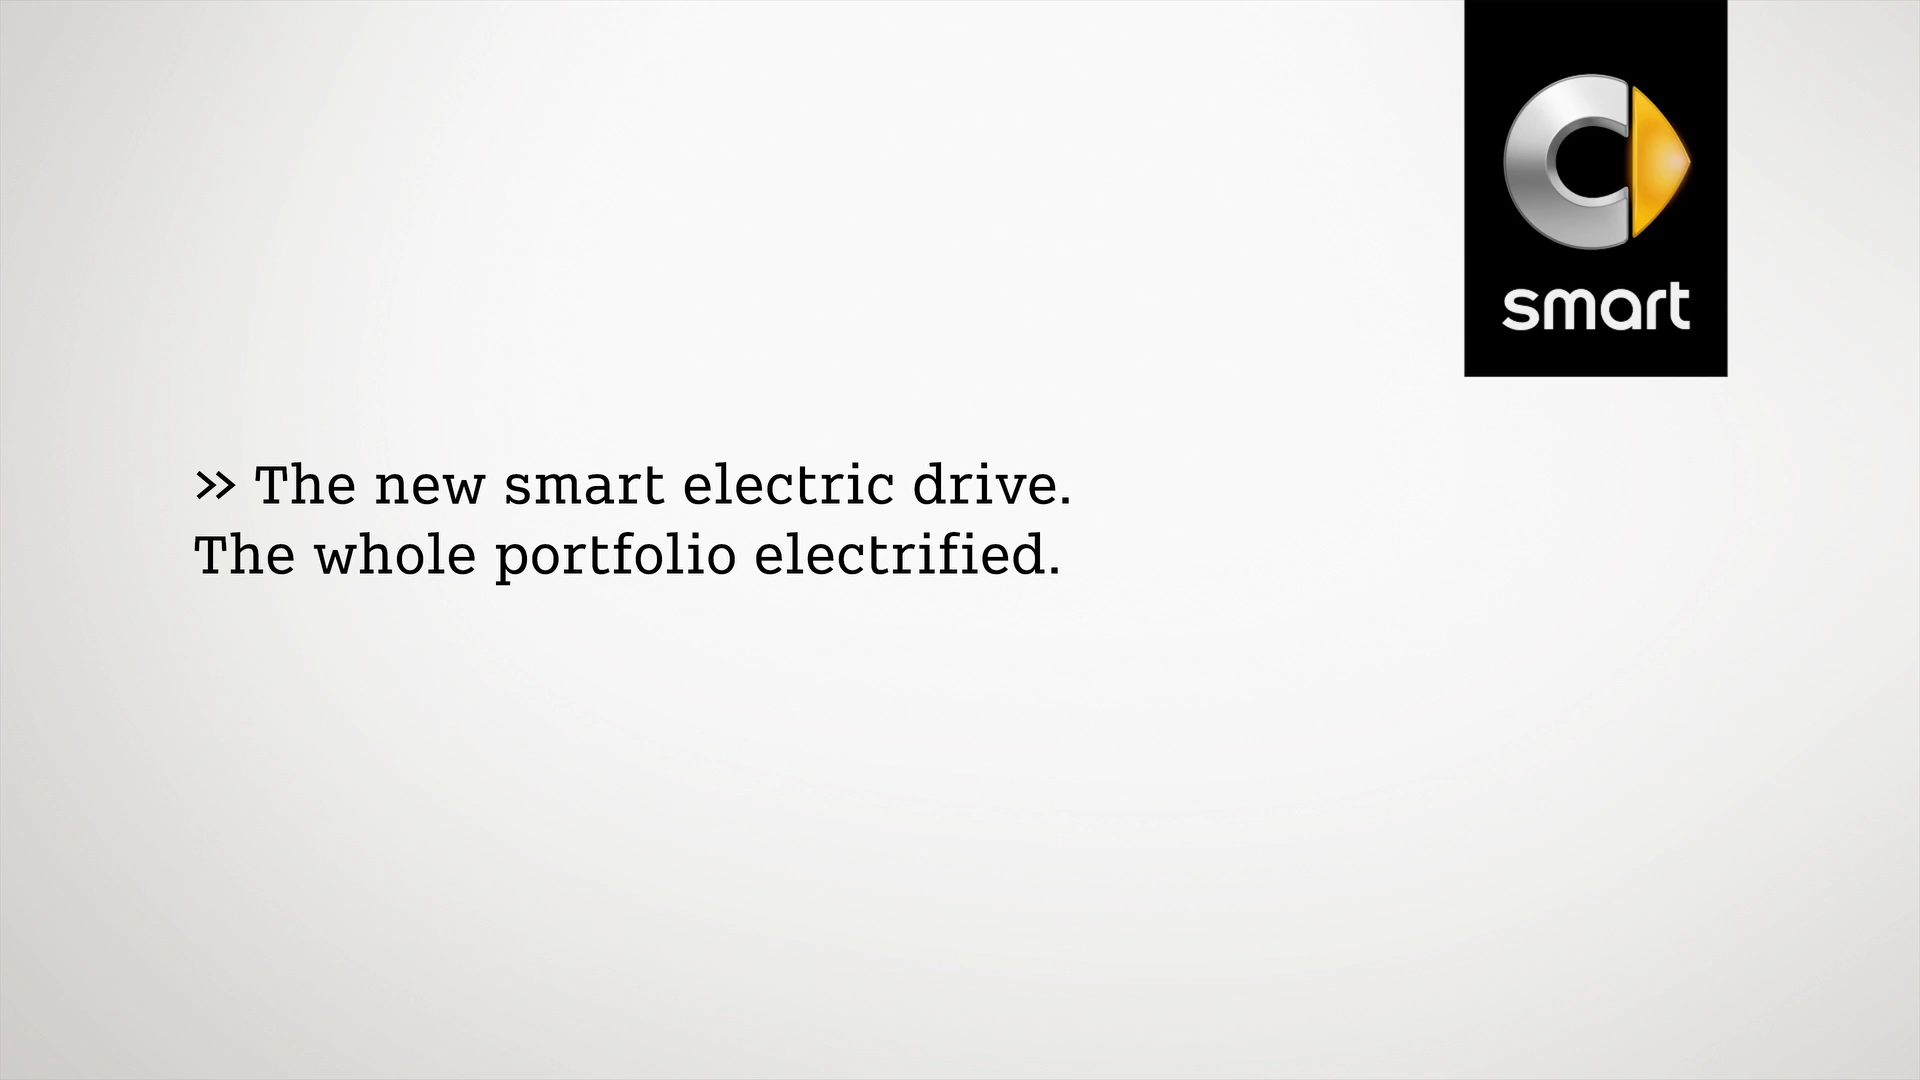 smart
>> The new smart electric drive.
The whole portfolio electrified.